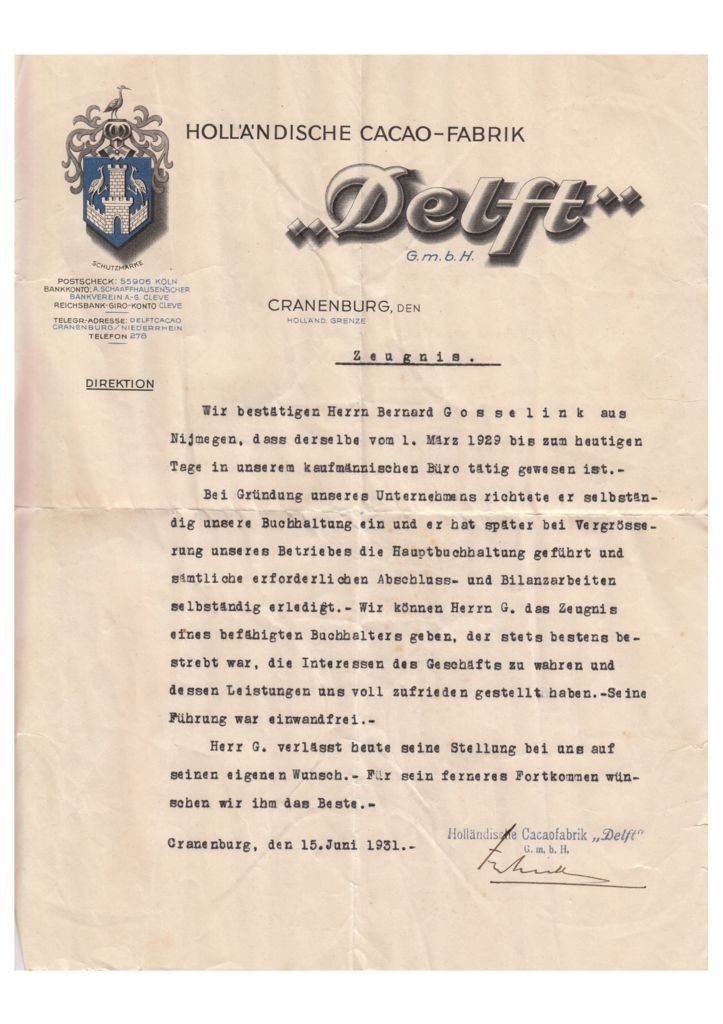 HOLLÄNDISCHE CACAO-FABRIK
„Delft“
G.m.b.H.
SCHUTZMARKE
POSTSCHECK: 55906 KÖLN
BANKKONTO: A. SCHAAFFHAUSEN'SCHER
BANKVEREIN A.-G. CLEVE
REICHSBANK-GIRO-KONTO CLEVE
TELEGR.-ADRESSE: DELFTCACAO
CRANENBURG/NIEDERRHEIN
TELEFON 278
CRANENBURG, DEN
HOLLÄND. GRENZE
DIREKTION
Zeugnis.
Wir bestätigen Herrn Bernard Gosselink aus
Nijmegen, dass derselbe vom 1. März 1929 bis zum heutigen
Tage in unserem kaufmännischen Büro tätig gewesen ist.-
Bei Gründung unseres Unternehmens richtete er selbstän-
dig unsere Buchhaltung ein und er hat später bei Vergrösse-
rung unseres Betriebes die Hauptbuchhaltung geführt und
sämtliche erforderlichen Abschluss- und Bilanzarbeiten
selbständig erledigt.- Wir können Herrn G. das Zeugnis
eines befähigten Buchhalters geben, der stets bestens be-
strebt war, die Interessen des Geschäfts zu wahren und
dessen Leistungen uns voll zufrieden gestellt haben.-Seine
Führung war einwandfrei.-
Herr G. verlässt heute seine Stellung bei uns auf
seinen eigenen Wunsch.- Für sein ferneres Fortkommen wün-
schen wir ihm das Beste.-
Cranenburg, den 15.Juni 1931.-
Holländische Cacaofabrik „Delft“
G. m. b. H.